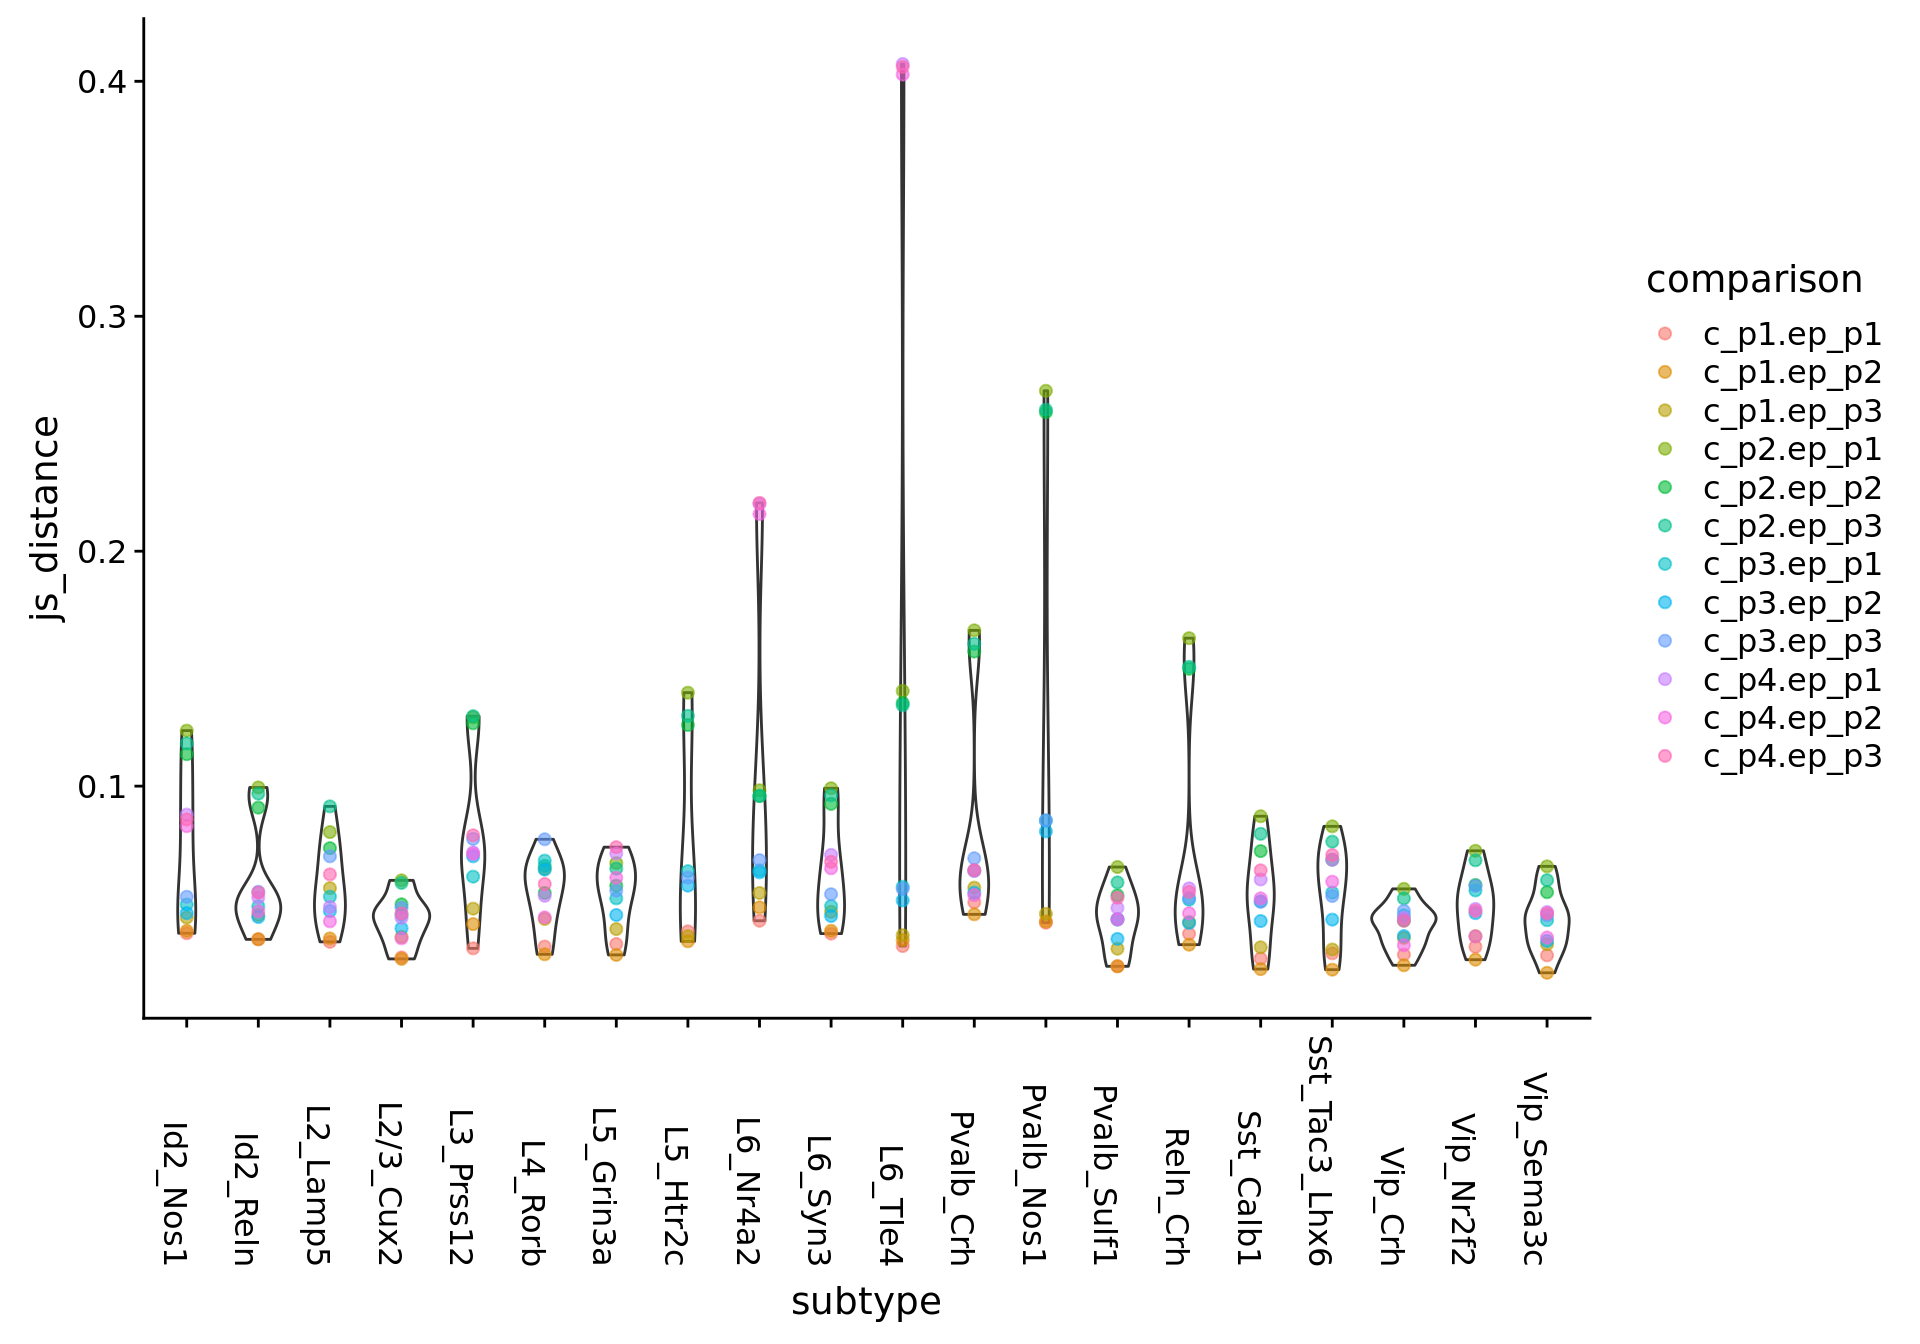 0.4
0.3
0.2
0.1
js_distance
Id2_Nos1
Id2_Reln
L2_Lamp5
L2/3_Cux2
L3_Prss12
L4_Rorb
L5_Grin3a
L5_Htr2c
L6_Nr4a2
L6_Syn3
L6_Tle4
Pvalb_Crh
Pvalb_Nos1
Pvalb_Sulf1
Reln_Crh
Sst_Calb1
Sst_Tac3_Lhx6
Vip_Crh
Vip_Nr2f2
Vip_Sema3c
subtype
comparison
c_p1.ep_p1
c_p1.ep_p2
c_p1.ep_p3
c_p2.ep_p1
c_p2.ep_p2
c_p2.ep_p3
c_p3.ep_p1
c_p3.ep_p2
c_p3.ep_p3
c_p4.ep_p1
c_p4.ep_p2
c_p4.ep_p3